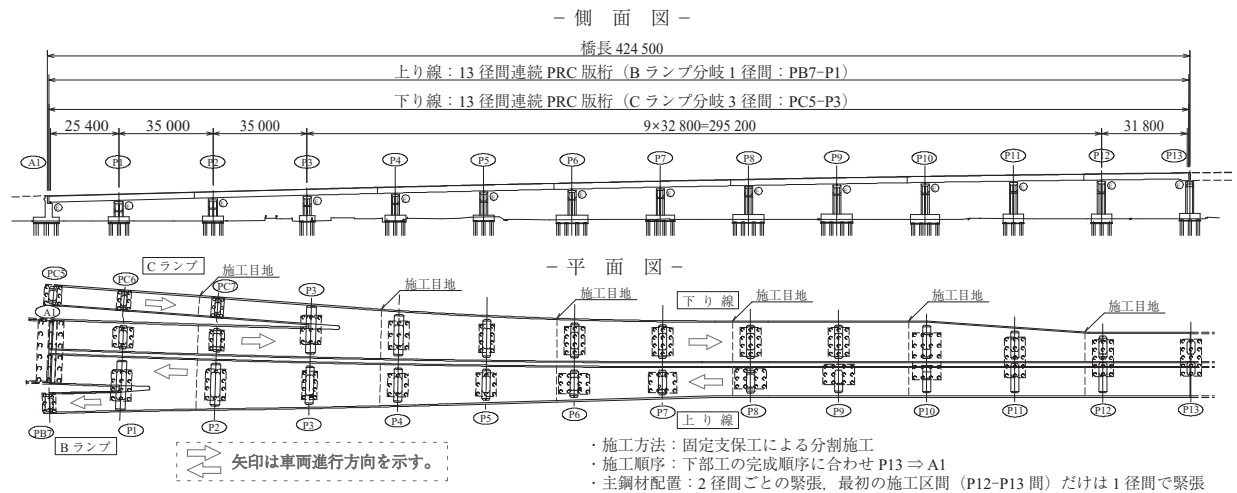 − 側 面 図 −
橋長 424 500
上り線：13 径間連続 PRC 版桁（B ランプ分岐 1 径間：PB7−P1）
下り線：13 径間連続 PRC 版桁（C ランプ分岐 3 径間：PC5−P3）
25 400 35 000 35 000 9×32 800=295 200 31 800
A1 P1 P2 P3 P4 P5 P6 P7 P8 P9 P10 P11 P12 P13
− 平 面 図 −
C ランプ 施工目地
PC5 PC6 PC7 P3 施工目地 施工目地 下り線 施工目地 施工目地 施工目地
A1
PB7 B ランプ P1 P2 P3 P4 P5 P6 P7 上り線 P8 P9 P10 P11 P12 P13
矢印は車両進行方向を示す。
・施工方法：固定支保工による分割施工
・施工順序：下部工の完成順序に合わせ P13 ⇒ A1
・主鋼材配置：2 径間ごとの緊張，最初の施工区間（P12−P13 間）だけは 1 径間で緊張